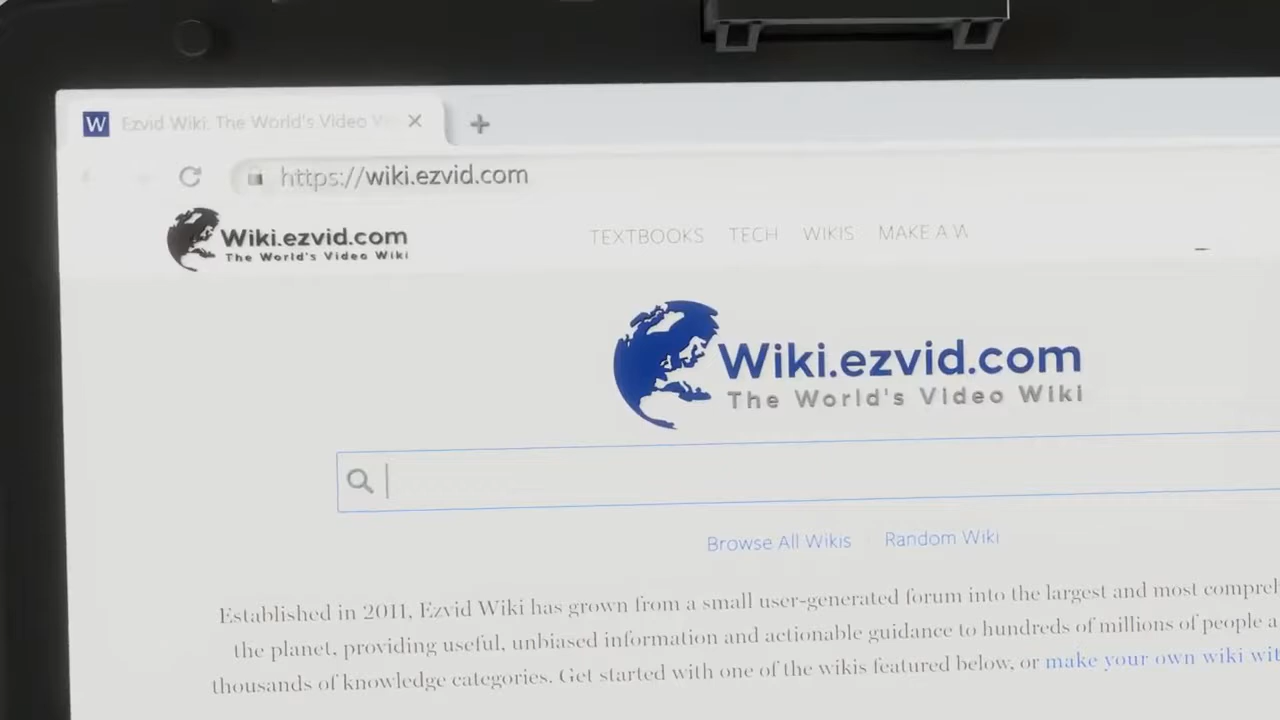 W Ezvid Wiki: The World's Video
https://wiki.ezvid.com
Wiki.ezvid.com
The World's Video Wiki
TEXTBOOKS TECH WIKIS MAKE A W
Wiki.ezvid.com
The World's Video Wiki
Browse All Wikis Random Wiki
Established in 2011, Ezvid Wiki has grown from a small user-generated forum into the largest and most compreh
the planet, providing useful, unbiased information and actionable guidance to hundreds of millions of people a
thousands of knowledge categories. Get started with one of the wikis featured below, or make your own wiki wit